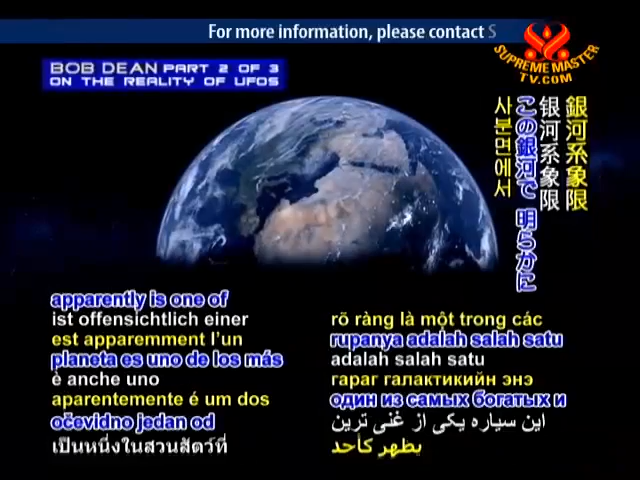 For more information, please contact S
SUPREME MASTER
TV.COM
BOB DEAN PART 2 OF 3
ON THE REALITY OF UFOS
銀河系象限
银河系象限
この銀河で 明らかに
사분면에서
apparently is one of
ist offensichtlich einer
est apparemment l'un
planeta es uno de los más
è anche uno
aparentemente é um dos
očevidno jedan od
เป็นหนึ่งในสวนสัตว์ที่
rõ ràng là một trong các
rupanya adalah salah satu
adalah salah satu
гараг галактикийн энэ
один из самых богатых и
این سیاره یکی از غنی ترین
يظهر كأحد